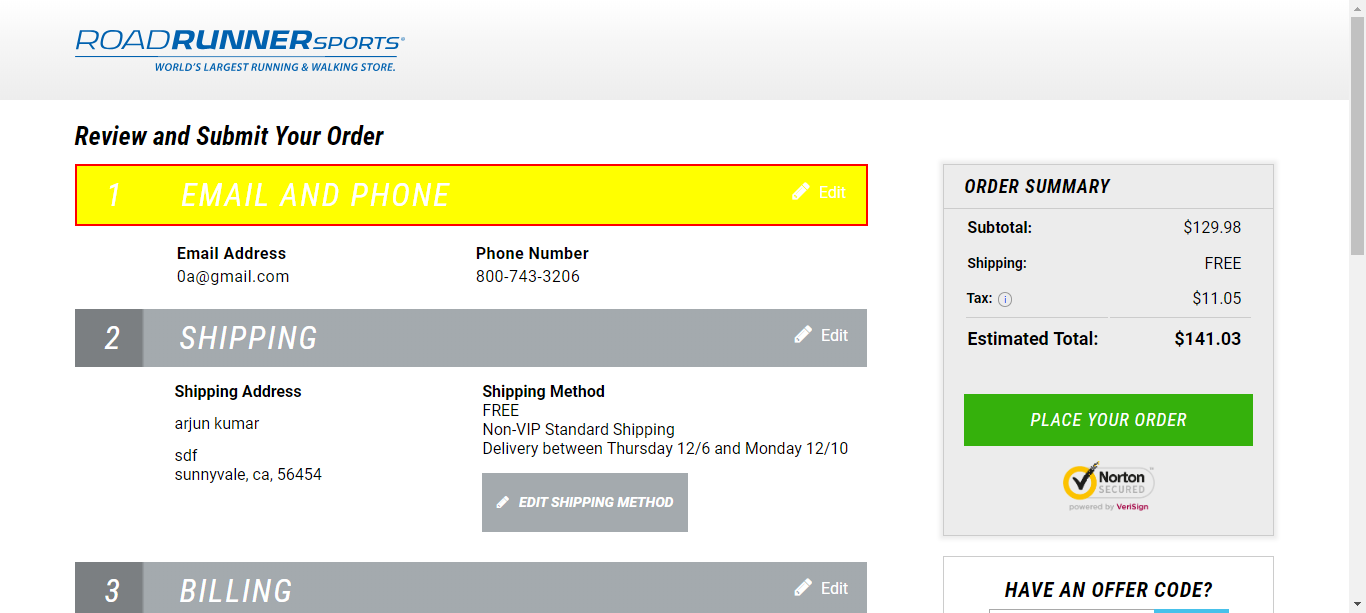 ROADRUNNERSPORTS
WORLD'S LARGEST RUNNING & WALKING STORE.
Review and Submit Your Order
1 EMAIL AND PHONE Edit
Email Address Phone Number
0a@gmail.com 800-743-3206
2 SHIPPING Edit
Shipping Address
arjun kumar
sdf
sunnyvale, ca, 56454
Shipping Method
FREE
Non-VIP Standard Shipping
Delivery between Thursday 12/6 and Monday 12/10
EDIT SHIPPING METHOD
3 BILLING Edit
ORDER SUMMARY
Subtotal: $129.98
Shipping: FREE
Tax: i $11.05
Estimated Total: $141.03
PLACE YOUR ORDER
Norton
SECURED
powered by VeriSign
HAVE AN OFFER CODE?